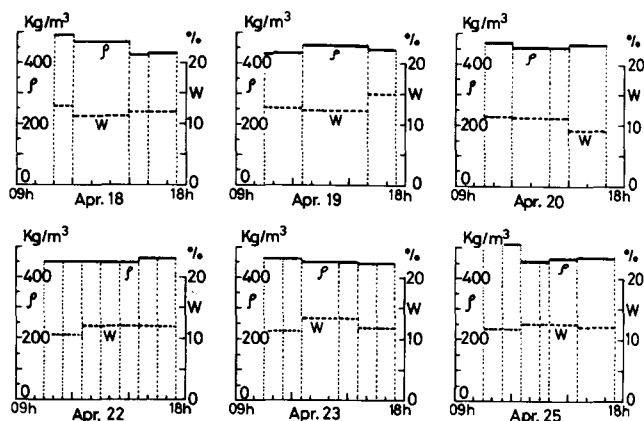 Kg/m³ %
400 ρ 20
ρ W
200 W 10
0 0
09h Apr. 18 18h
Kg/m³ %
400 ρ 20
ρ W
200 W 10
0 0
09h Apr. 19 18h
Kg/m³ %
400 ρ 20
ρ W
200 10
W
0 0
09h Apr. 20 18h
Kg/m³ %
400 ρ 20
ρ W
200 W 10
0 0
09h Apr. 22 18h
Kg/m³ %
400 ρ 20
ρ W
200 W 10
0 0
09h Apr. 23 18h
Kg/m³ %
400 ρ 20
ρ W
200 W 10
0 0
09h Apr. 25 18h